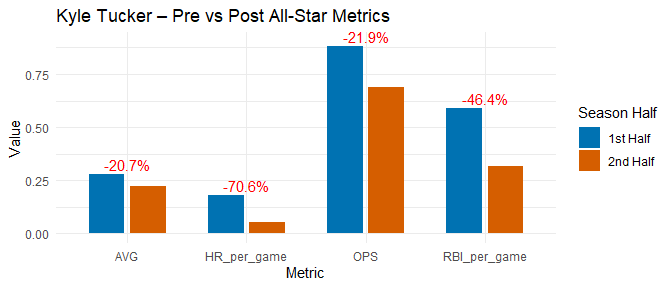 Kyle Tucker – Pre vs Post All-Star Metrics
Value
0.75
0.50
0.25
0.00
-20.7%
-70.6%
-21.9%
-46.4%
AVG
HR_per_game
OPS
RBI_per_game
Metric
Season Half
1st Half
2nd Half